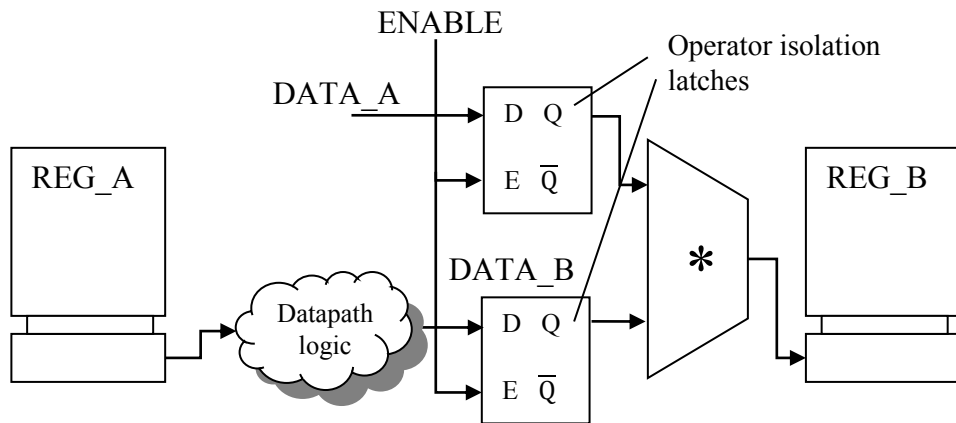 ENABLE
Operator isolation
latches
DATA_A
D Q
E Q̅
REG_A
REG_B
*
DATA_B
Datapath
logic
D Q
E Q̅